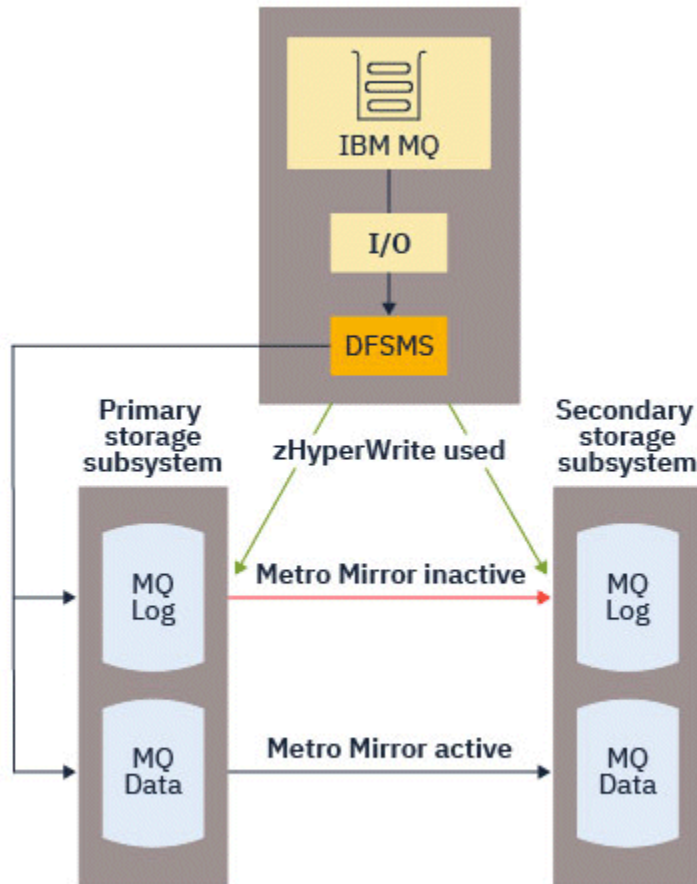 IBM MQ
I/O
DFSMS
Primary
storage
subsystem
zHyperWrite used
Secondary
storage
subsystem
MQ
Log
Metro Mirror inactive
MQ
Log
MQ
Data
Metro Mirror active
MQ
Data